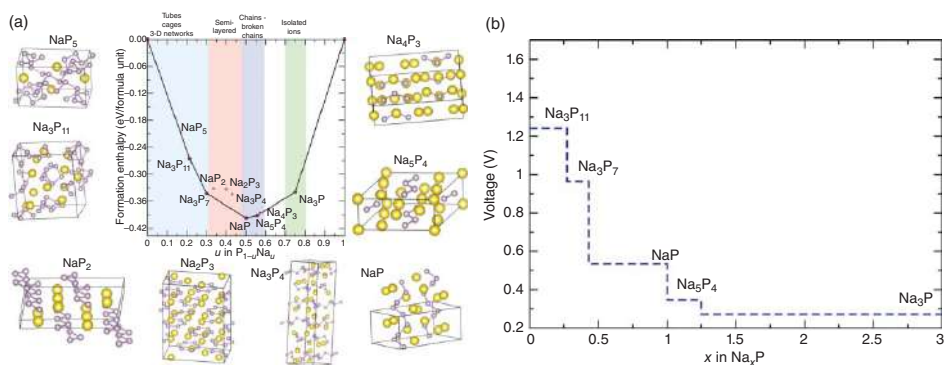 (a)
NaP5
Na3P11
NaP2
Na2P3
Na3P4
NaP
Na4P3
Na5P4
Tubes
cages
3-D networks
Semi-
layered
Chains -
broken
chains
Isolated
ions
Formation enthalpy (eV/formula unit)
0.00
−0.06
−0.12
−0.18
−0.24
−0.30
−0.36
−0.42
NaP5
Na3P11
Na3P7
NaP2
Na2P3
Na3P4
NaP
Na4P3
Na5P4
Na3P
0 0.1 0.2 0.3 0.4 0.5 0.6 0.7 0.8 0.9 1
u in P1−uNau
(b)
Voltage (V)
1.6
1.4
1.2
1.0
0.8
0.6
0.4
0.2
Na3P11
Na3P7
NaP
Na5P4
Na3P
0 0.5 1 1.5 2 2.5 3
x in NaxP